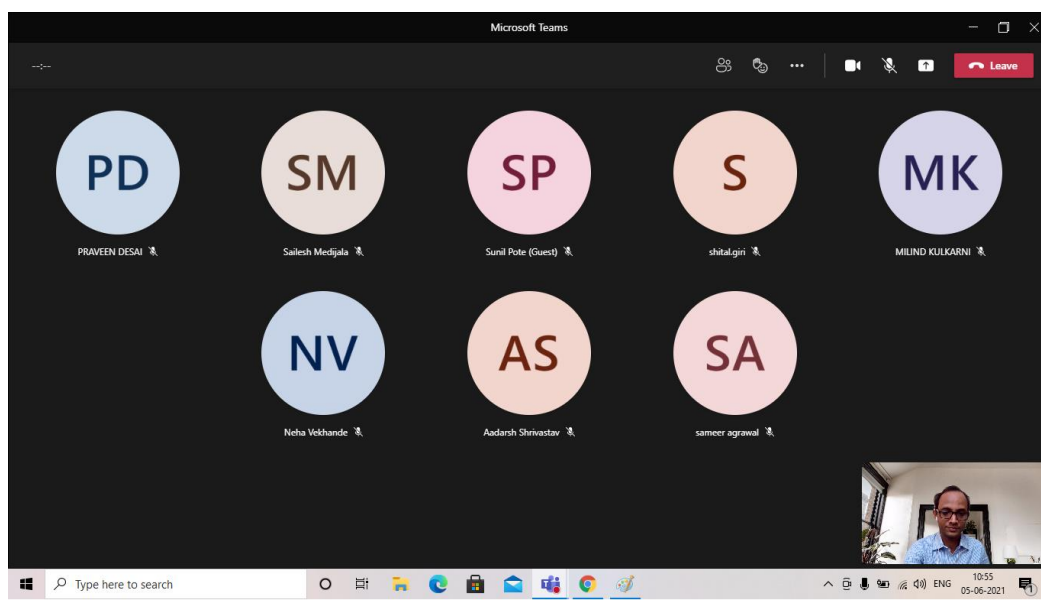 Microsoft Teams
--:--
Leave
PD
SM
SP
S
MK
PRAVEEN DESAI
Sailesh Medijala
Sunil Pote (Guest)
shital.giri
MILIND KULKARNI
NV
AS
SA
Neha Vekhande
Aadarsh Shrivastav
sameer agrawal
Type here to search
ENG
10:55
05-06-2021
1